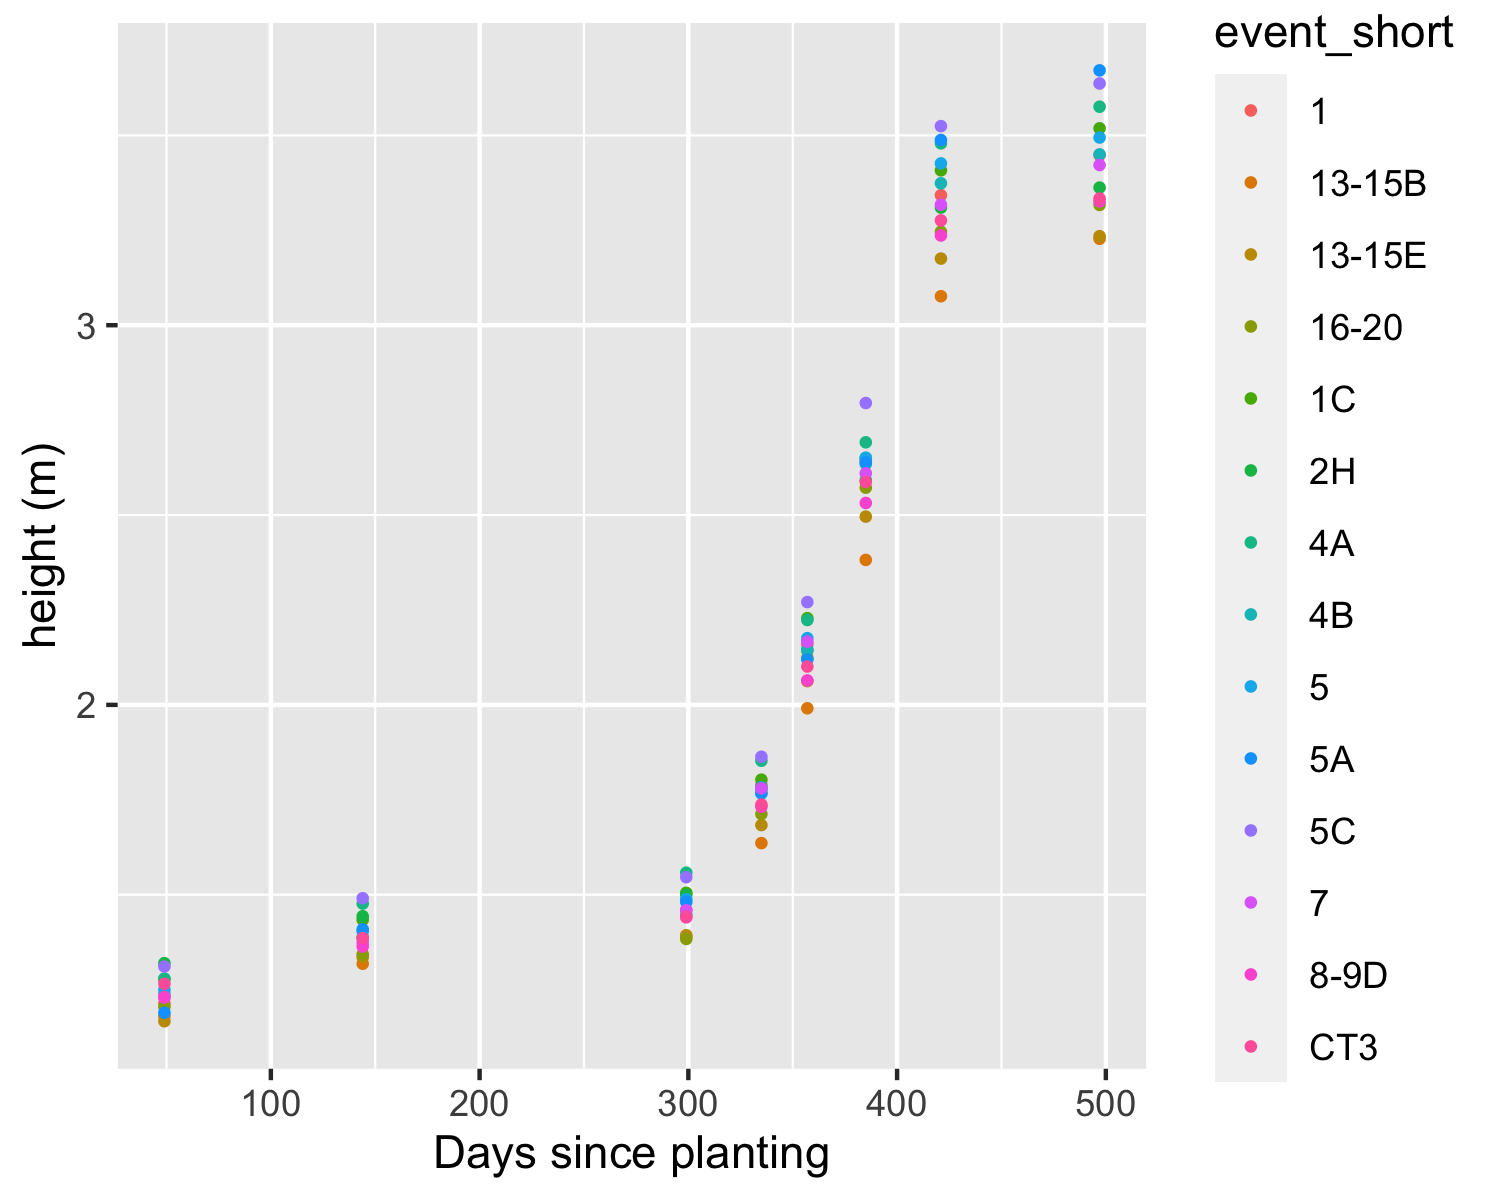 event_short
1
13-15B
13-15E
16-20
1C
2H
4A
4B
5
5A
5C
7
8-9D
CT3
height (m)
3
2
100 200 300 400 500
Days since planting